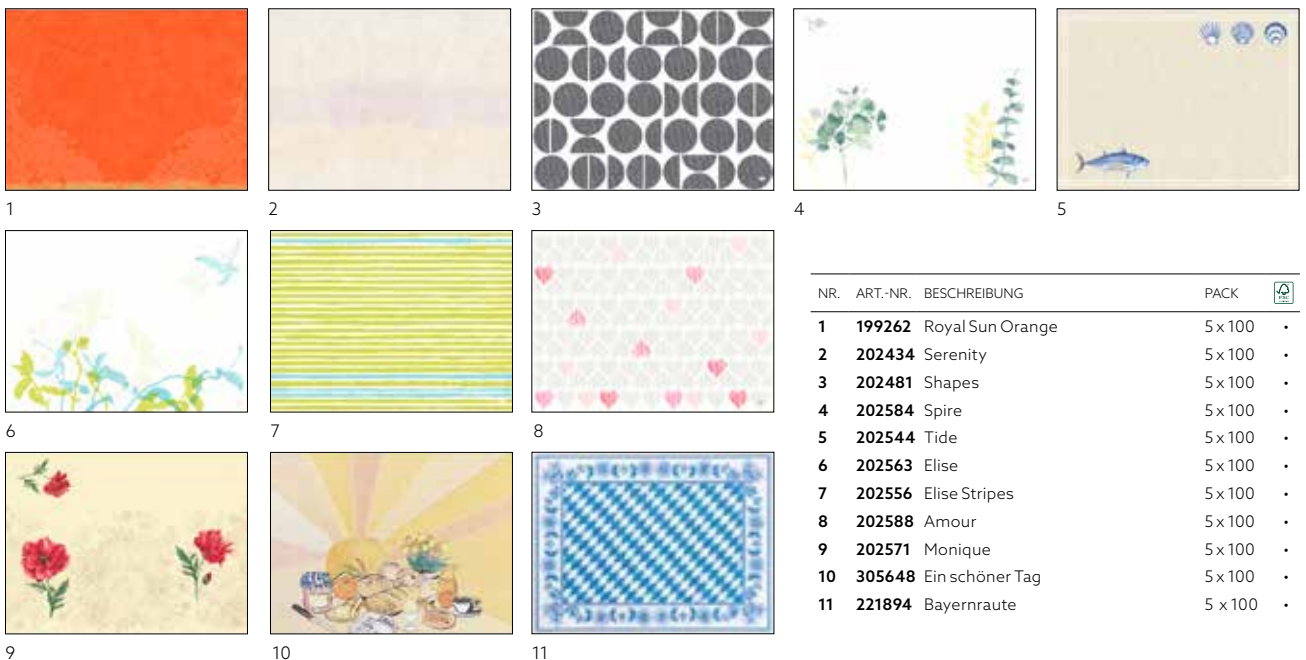 1
2
3
4
5
6
7
8
9
10
11
NR. ART.-NR. BESCHREIBUNG PACK
1 199262 Royal Sun Orange 5 x 100 •
2 202434 Serenity 5 x 100 •
3 202481 Shapes 5 x 100 •
4 202584 Spire 5 x 100 •
5 202544 Tide 5 x 100 •
6 202563 Elise 5 x 100 •
7 202556 Elise Stripes 5 x 100 •
8 202588 Amour 5 x 100 •
9 202571 Monique 5 x 100 •
10 305648 Ein schöner Tag 5 x 100 •
11 221894 Bayernraute 5 x 100 •